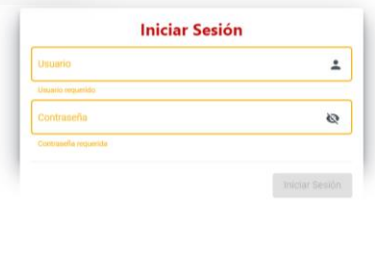 Iniciar Sesión
Usuario
Usuario requerido
Contraseña
Contraseña requerida
Iniciar Sesión